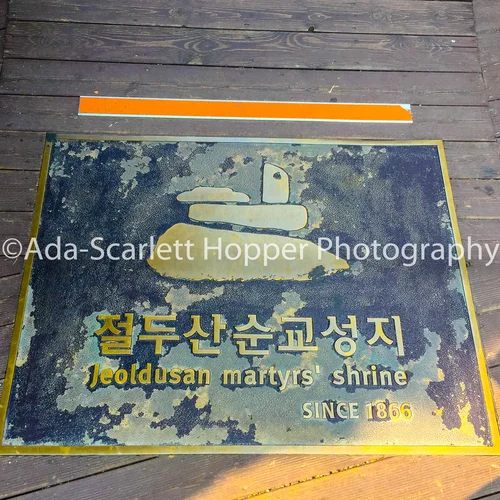 ©Ada-Scarlett Hopper Photography
절두산순교성지
Jeoldusan martyrs' shrine
SINCE 1866